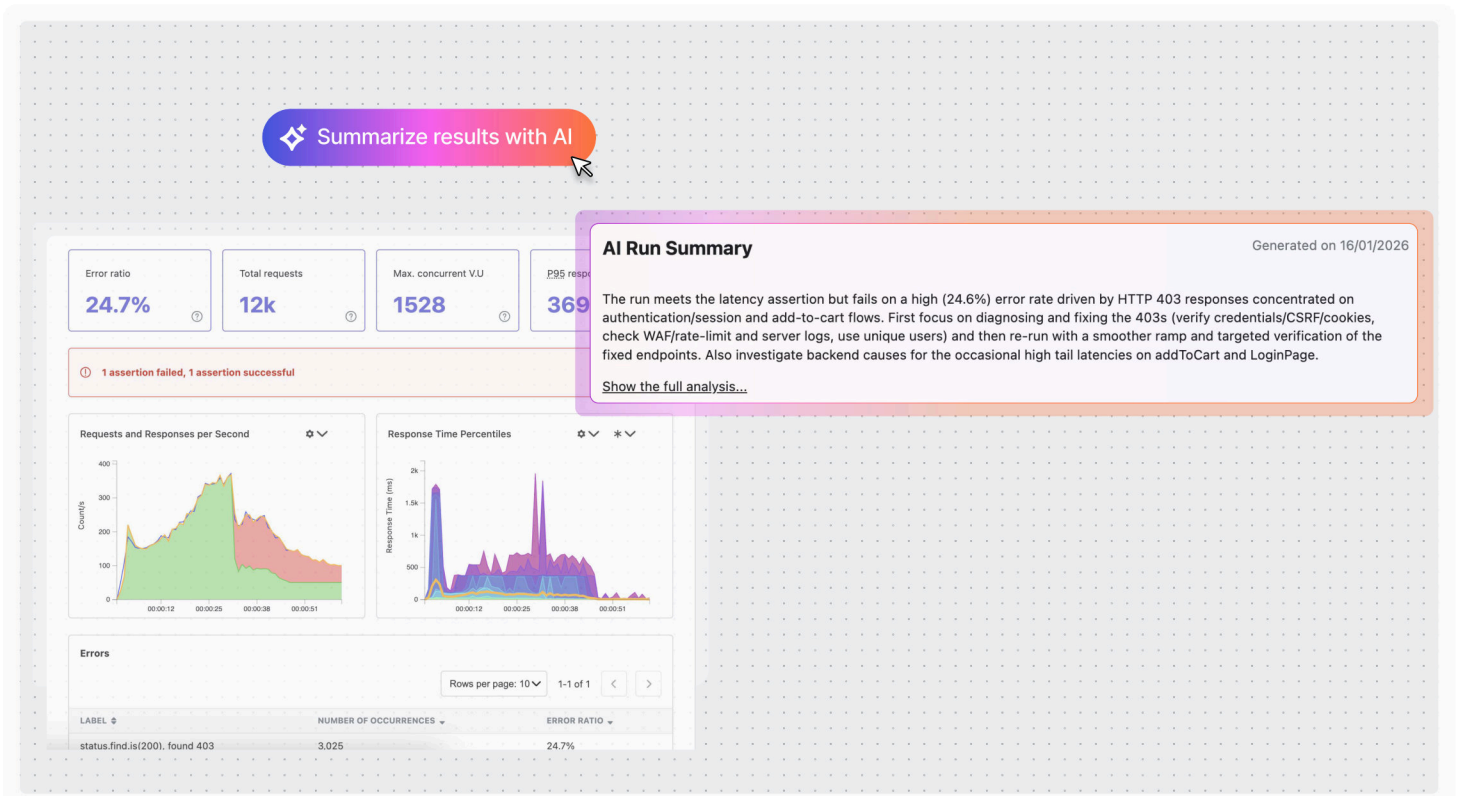 Summarize results with AI
AI Run Summary
Generated on 16/01/2026
The run meets the latency assertion but fails on a high (24.6%) error rate driven by HTTP 403 responses concentrated on
authentication/session and add-to-cart flows. First focus on diagnosing and fixing the 403s (verify credentials/CSRF/cookies,
check WAF/rate-limit and server logs, use unique users) and then re-run with a smoother ramp and targeted verification of the
fixed endpoints. Also investigate backend causes for the occasional high tail latencies on addToCart and LoginPage.
Show the full analysis...
Error ratio
24.7%
Total requests
12k
Max. concurrent V.U
1528
P95 respo
369
1 assertion failed, 1 assertion successful
Requests and Responses per Second
Count/s
400
300
200
100
0
00:00:12 00:00:25 00:00:38 00:00:51
Response Time Percentiles
Response Time (ms)
2k
1.5k
1k
500
0
00:00:12 00:00:25 00:00:38 00:00:51
Errors
Rows per page: 10 1-1 of 1
LABEL NUMBER OF OCCURRENCES ERROR RATIO
status.find.is(200), found 403 3,025 24.7%